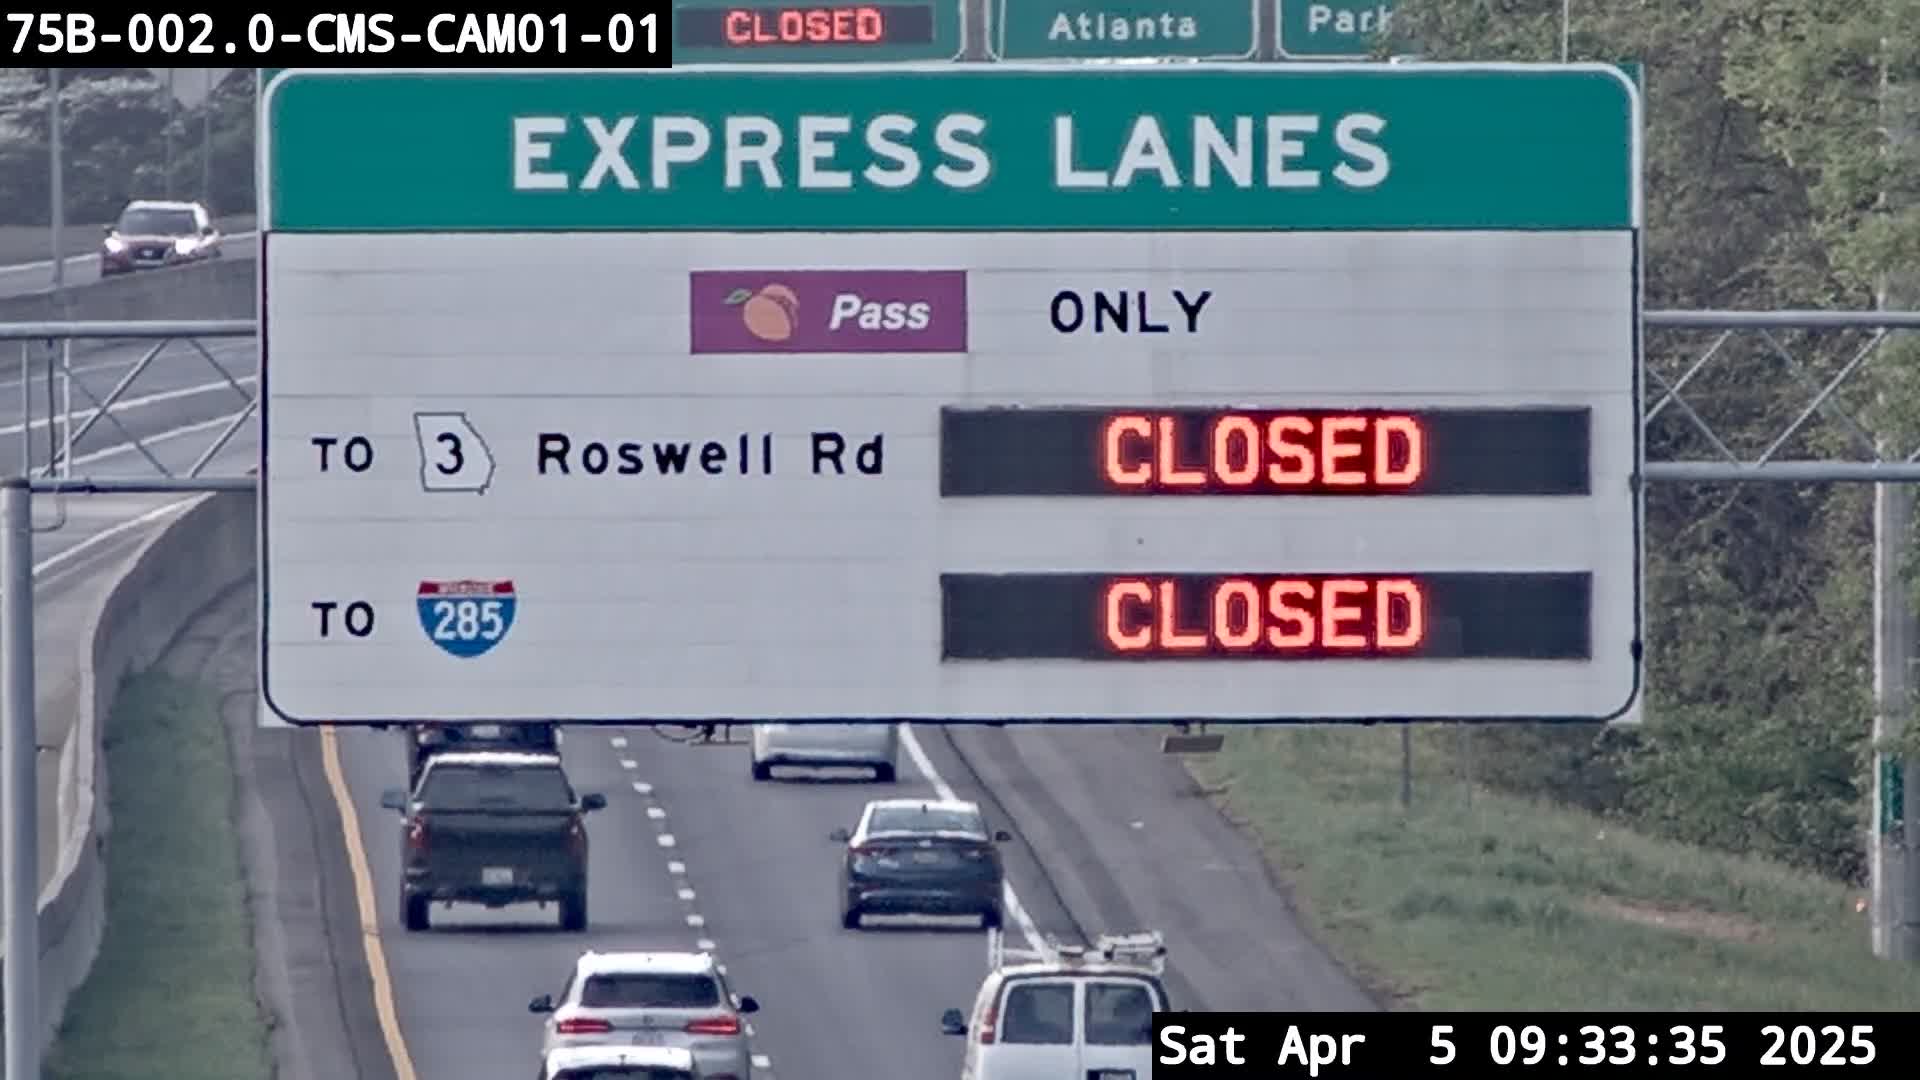 75B-002.0-CMS-CAM01-01
CLOSED
Atlanta
Park
EXPRESS LANES
Pass ONLY
TO 3 Roswell Rd CLOSED
TO 285 CLOSED
Sat Apr 5 09:33:35 2025